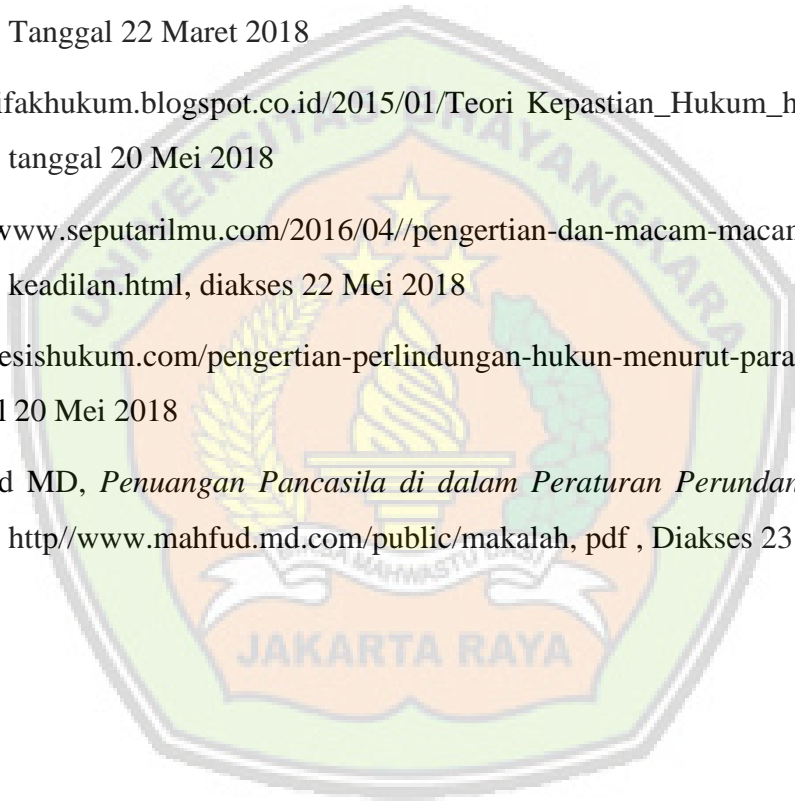 Tanggal 22 Maret 2018
ifakhukum.blogspot.co.id/2015/01/Teori Kepastian_Hukum_h
tanggal 20 Mei 2018
www.seputarilmu.com/2016/04//pengertian-dan-macam-macam
keadilan.html, diakses 22 Mei 2018
esishukum.com/pengertian-perlindungan-hukun-menurut-para
l 20 Mei 2018
d MD, Penuangan Pancasila di dalam Peraturan Perundan
http//www.mahfud.md.com/public/makalah, pdf , Diakses 23
UNIVERSITAS BHAYANGKARA
JAKARTA RAYA